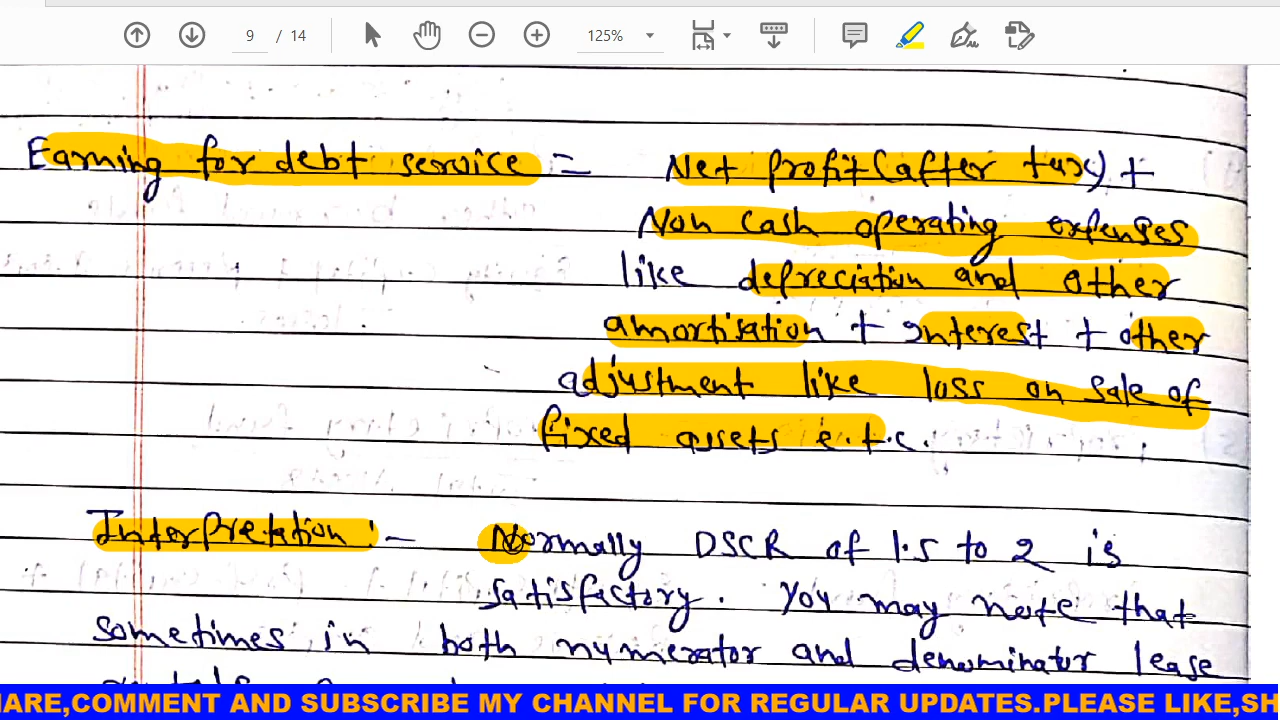 9 / 14 125%
Earning for debt service = Net profit (after tax) +
Non cash operating expenses
like depreciation and other
amortisation + interest + other
adjustment like loss on sale of
fixed assets e.t.c.
Interpretation :- Normally DSCR of 1.5 to 2 is
satisfactory. You may note that
sometimes in both numerator and denominator lease
HARE,COMMENT AND SUBSCRIBE MY CHANNEL FOR REGULAR UPDATES.PLEASE LIKE,SH